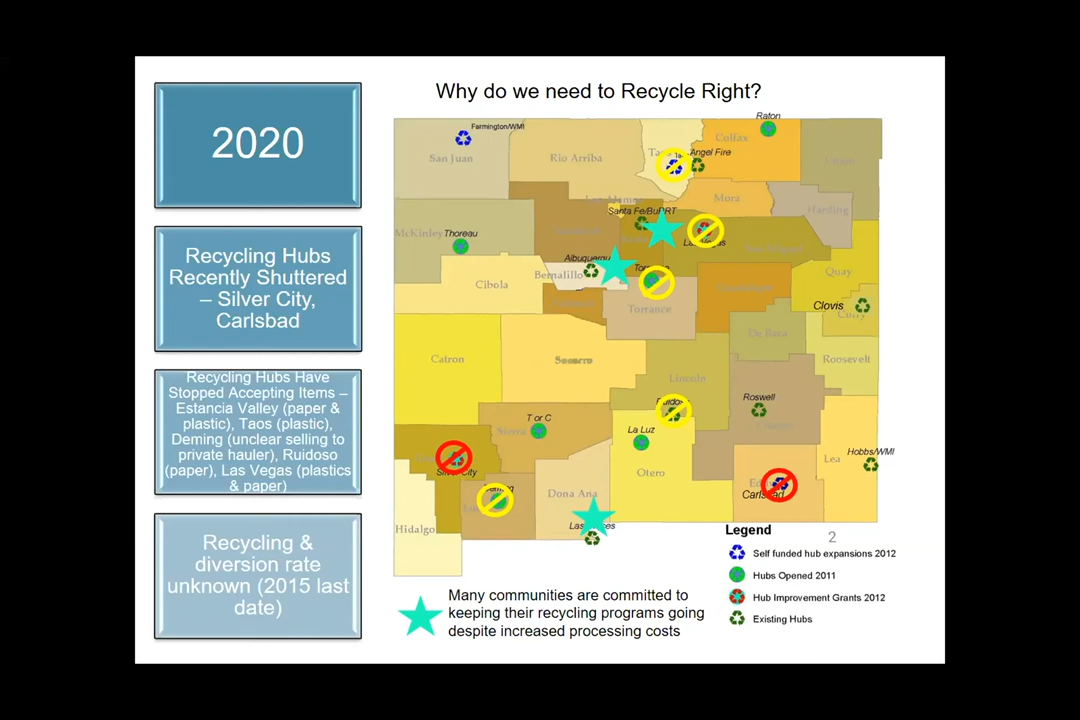 Why do we need to Recycle Right?
2020
Recycling Hubs
Recently Shuttered
– Silver City,
Carlsbad
Recycling Hubs Have
Stopped Accepting Items –
Estancia Valley (paper &
plastic), Taos (plastic),
Deming (unclear selling to
private hauler), Ruidoso
(paper), Las Vegas (plastics
& paper)
Recycling &
diversion rate
unknown (2015 last
date)
Raton
Farmington/WMI
Colfax
San Juan
Rio Arriba
Angel Fire
Mora
Harding
Santa Fe/BuRRT
McKinley
Thoreau
Albuquerque
Bernalillo
Quay
Cibola
Torrance
Clovis
Curry
De Baca
Catron
Socorro
Roosevelt
Lincoln
Roswell
T or C
Sierra
La Luz
Lea
Hobbs/WMI
Otero
Silver City
Carlsbad
Dona Ana
Hidalgo
Legend
2
Self funded hub expansions 2012
Hubs Opened 2011
Hub Improvement Grants 2012
Existing Hubs
Many communities are committed to
keeping their recycling programs going
despite increased processing costs